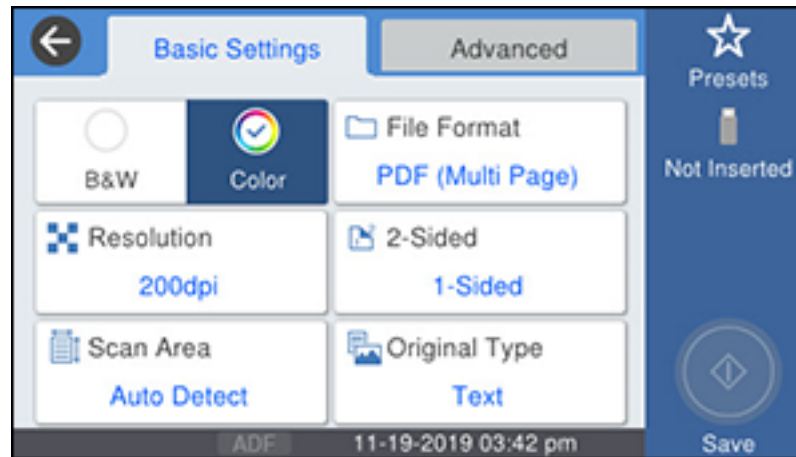 Basic Settings
Advanced
Presets
B&W
Color
File Format
PDF (Multi Page)
Not Inserted
Resolution
200dpi
2-Sided
1-Sided
Scan Area
Auto Detect
Original Type
Text
ADF
11-19-2019 03:42 pm
Save